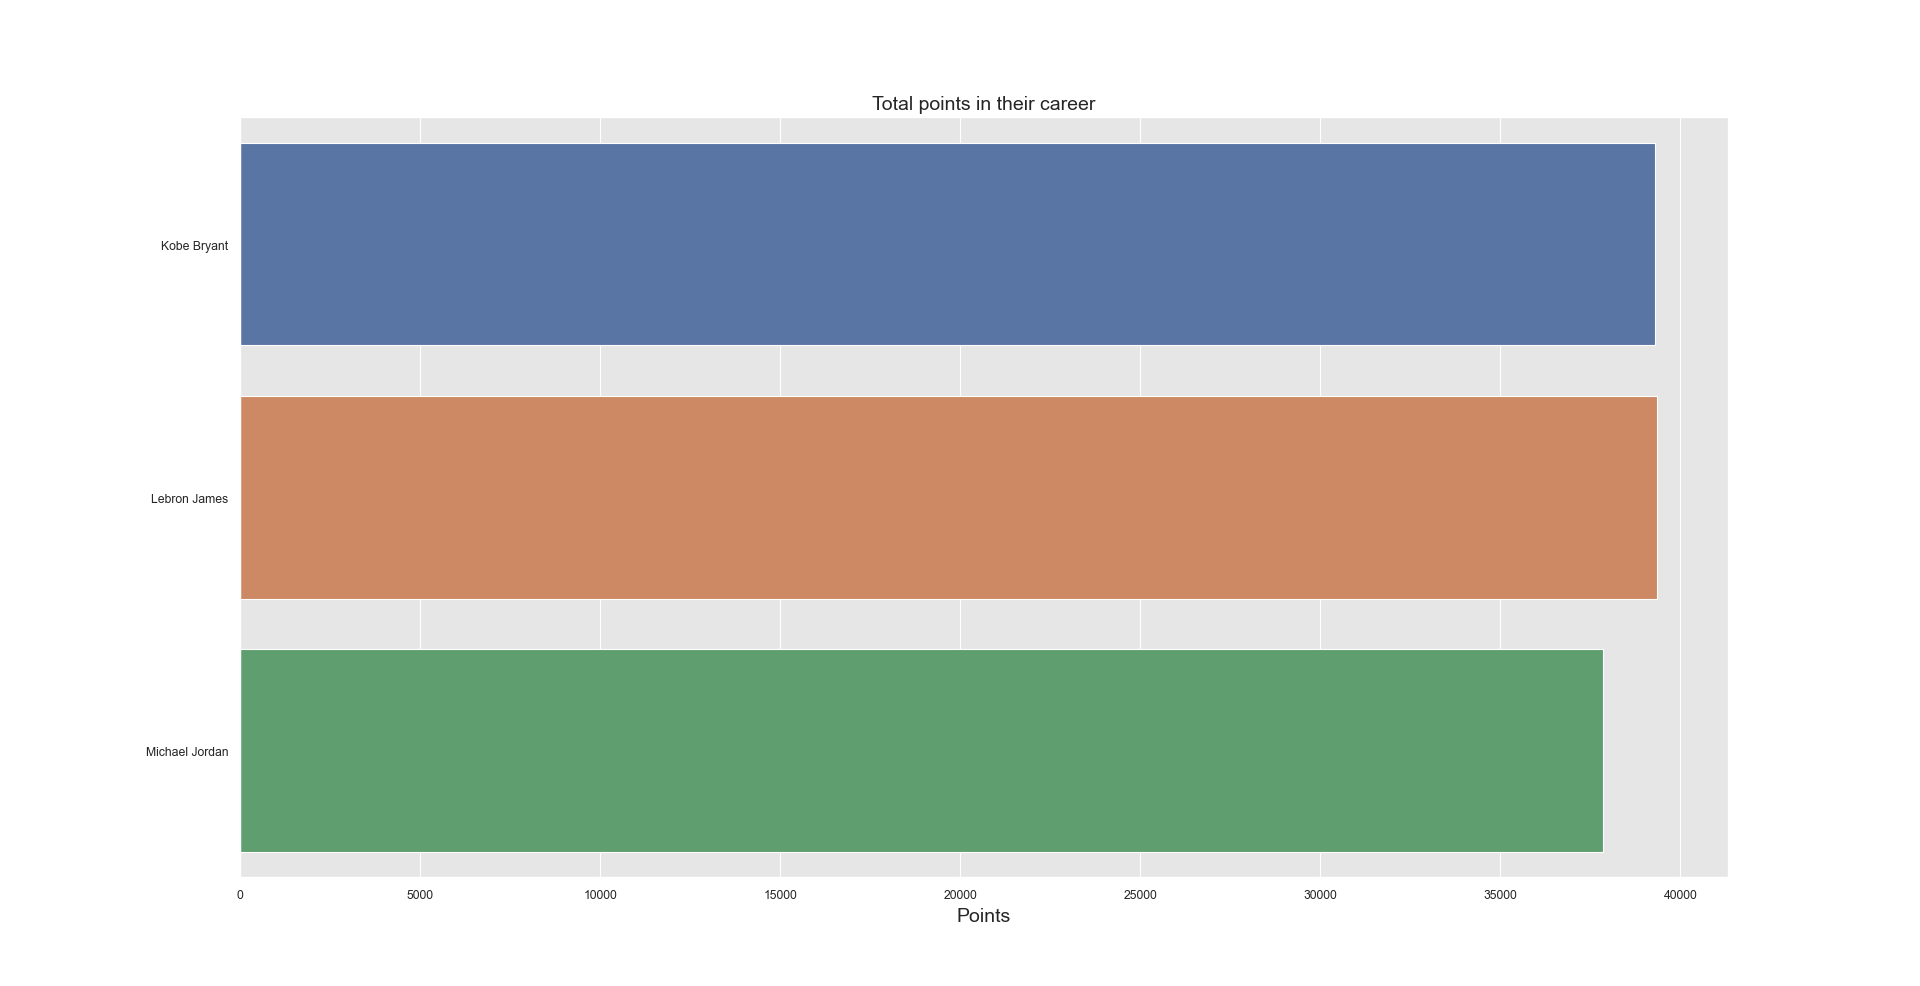 Total points in their career
Kobe Bryant
Lebron James
Michael Jordan
0 5000 10000 15000 20000 25000 30000 35000 40000
Points